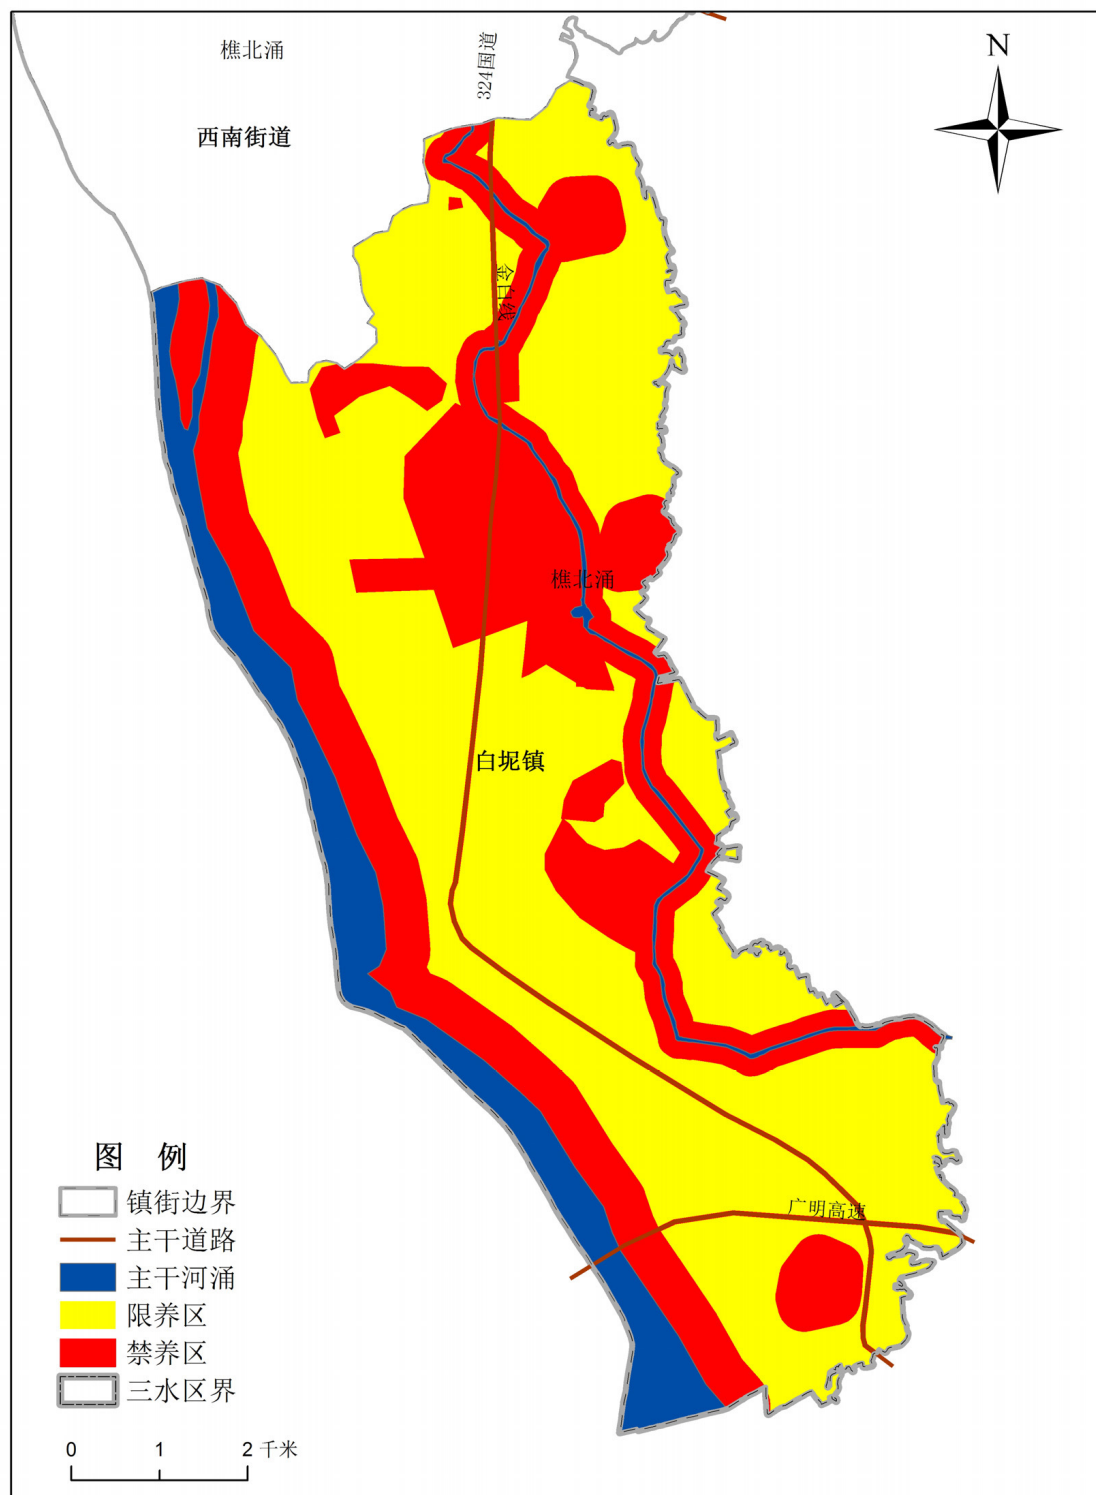 樵北涌
324国道
N
西南街道
金白线
樵北涌
白坭镇
广明高速
图 例
镇街边界
主干道路
主干河涌
限养区
禁养区
三水区界
0 1 2 千米